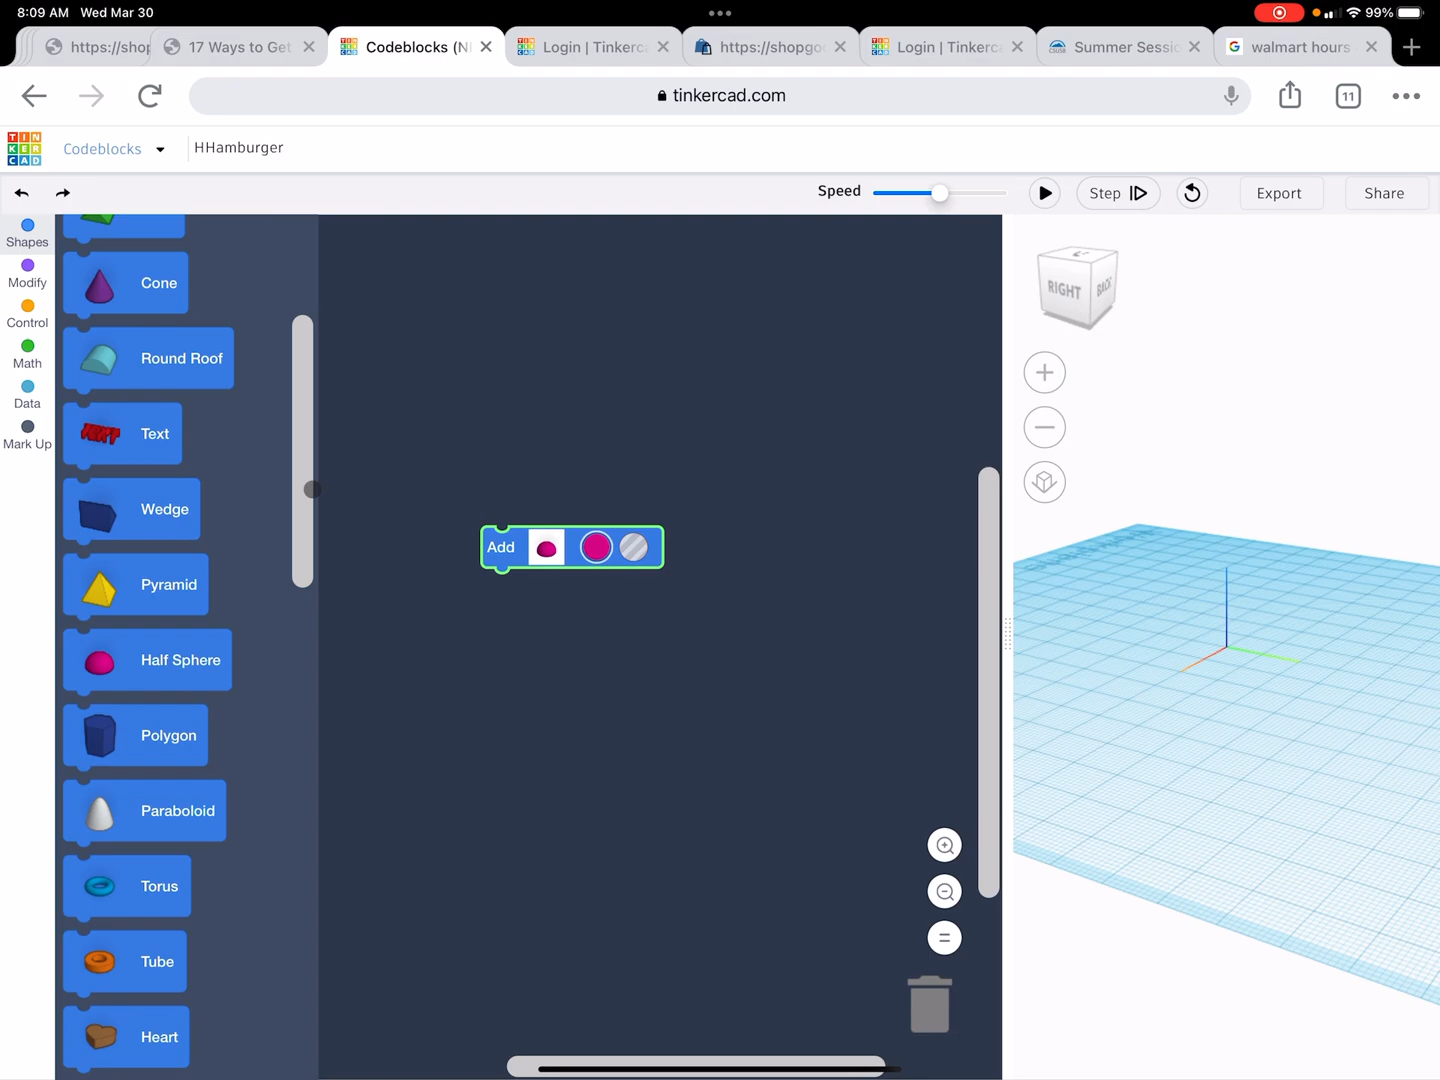 8:09 AM Wed Mar 30
99%
https://shop
17 Ways to Get
Codeblocks (N
Login | Tinkerca
https://shopgo
Login | Tinkerca
Summer Sessic
walmart hours
tinkercad.com
11
TIN
KER
CAD
Codeblocks
HHamburger
Speed
Step
Export
Share
Shapes
Modify
Control
Math
Data
Mark Up
Cone
Round Roof
Text
Wedge
Pyramid
Half Sphere
Polygon
Paraboloid
Torus
Tube
Heart
Add
RIGHT
BACK